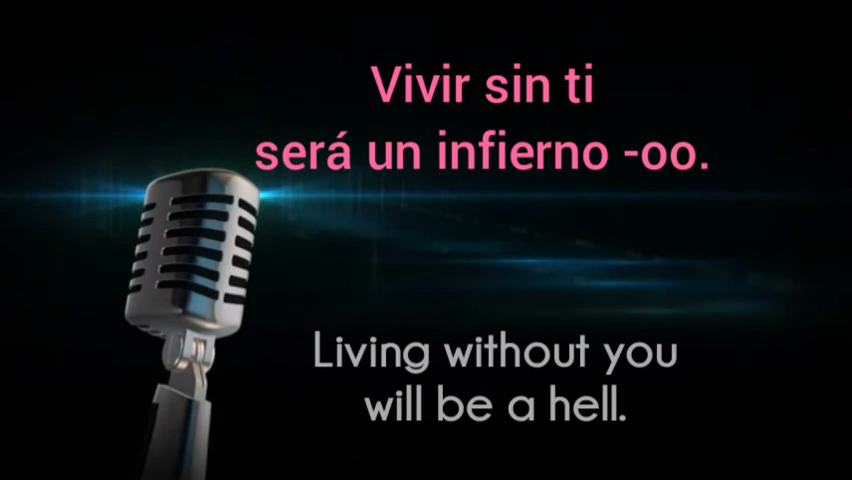 Vivir sin ti
será un infierno -oo.
Living without you
will be a hell.